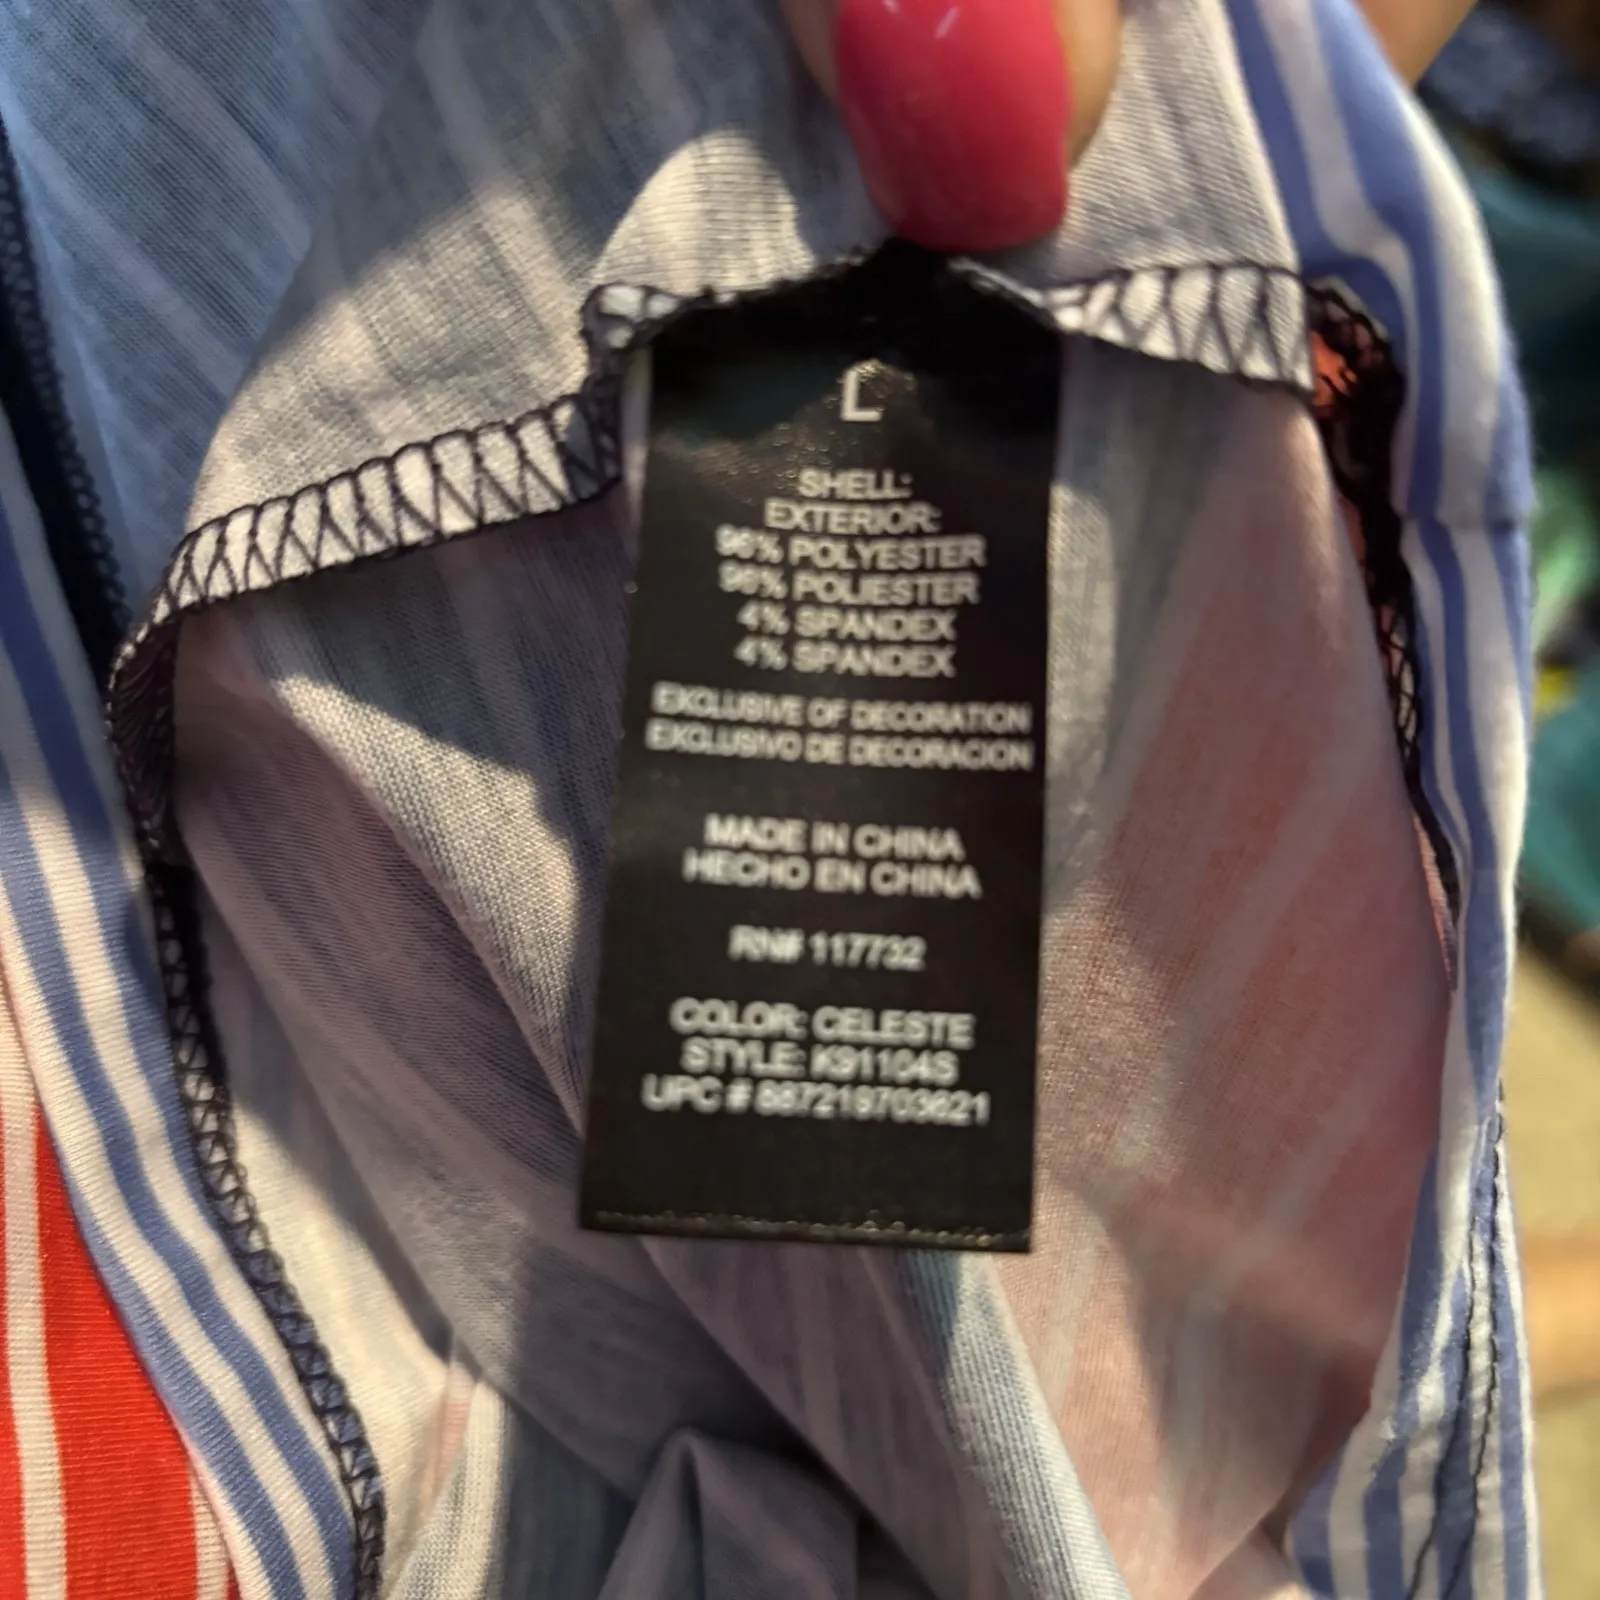 L
SHELL:
EXTERIOR:
96% POLYESTER
96% POLIESTER
4% SPANDEX
4% SPANDEX
EXCLUSIVE OF DECORATION
EXCLUSIVO DE DECORACION
MADE IN CHINA
HECHO EN CHINA
RN# 117732
COLOR: CELESTE
STYLE: K91104S
UPC #